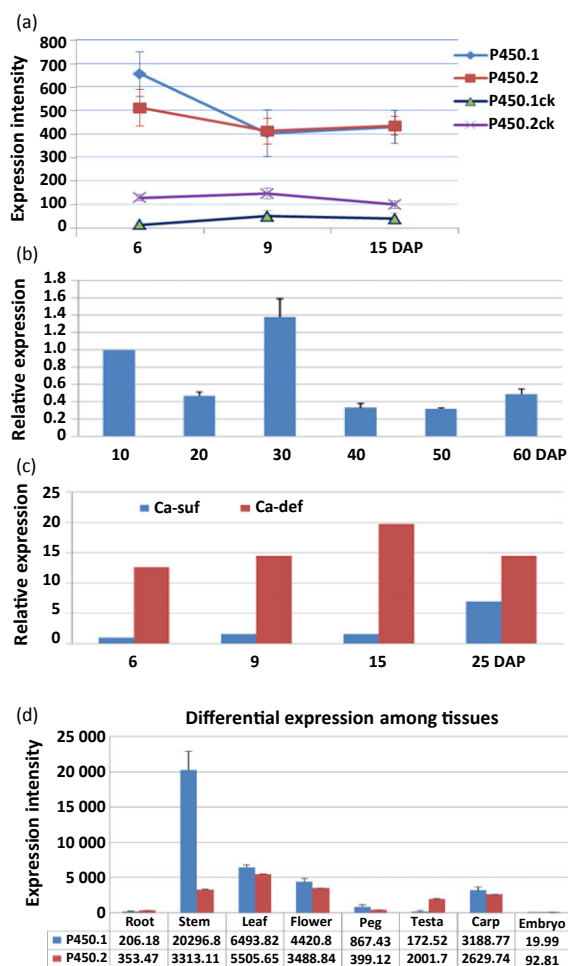 (a)
800
700
600
500
400
300
200
100
0
Expression intensity
6 9 15 DAP
P450.1
P450.2
P450.1ck
P450.2ck
(b)
1.8
1.6
1.4
1.2
1.0
0.8
0.6
0.4
0.2
0
Relative expression
10 20 30 40 50 60 DAP
(c)
25
20
15
10
5
0
Relative expression
Ca-suf Ca-def
6 9 15 25 DAP
(d)
Differential expression among tissues
25 000
20 000
15 000
10 000
5 000
0
Expression intensity
Root Stem Leaf Flower Peg Testa Carp Embryo
P450.1 206.18 20296.8 6493.82 4420.8 867.43 172.52 3188.77 19.99
P450.2 353.47 3313.11 5505.65 3488.84 399.12 2001.7 2629.74 92.81